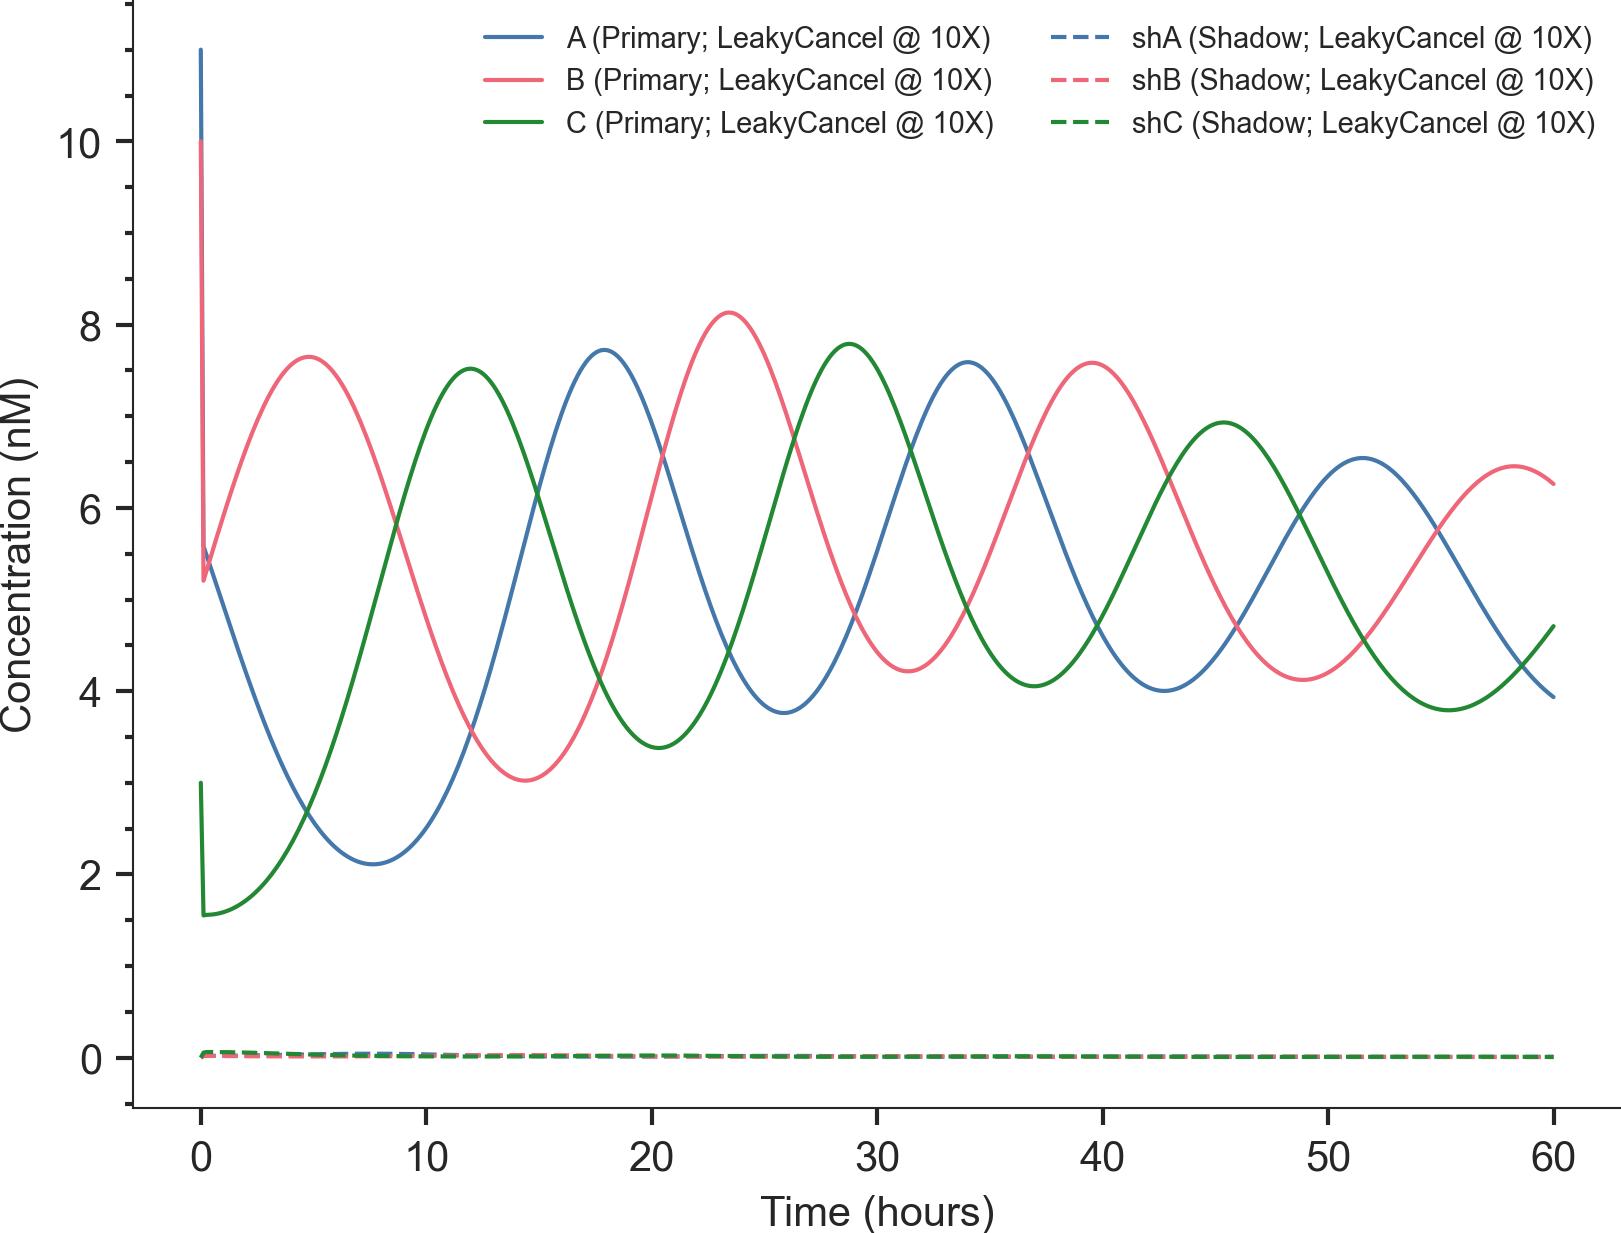 A (Primary; LeakyCancel @ 10X)
B (Primary; LeakyCancel @ 10X)
C (Primary; LeakyCancel @ 10X)
shA (Shadow; LeakyCancel @ 10X)
shB (Shadow; LeakyCancel @ 10X)
shC (Shadow; LeakyCancel @ 10X)
Concentration (nM)
10
8
6
4
2
0
0 10 20 30 40 50 60
Time (hours)